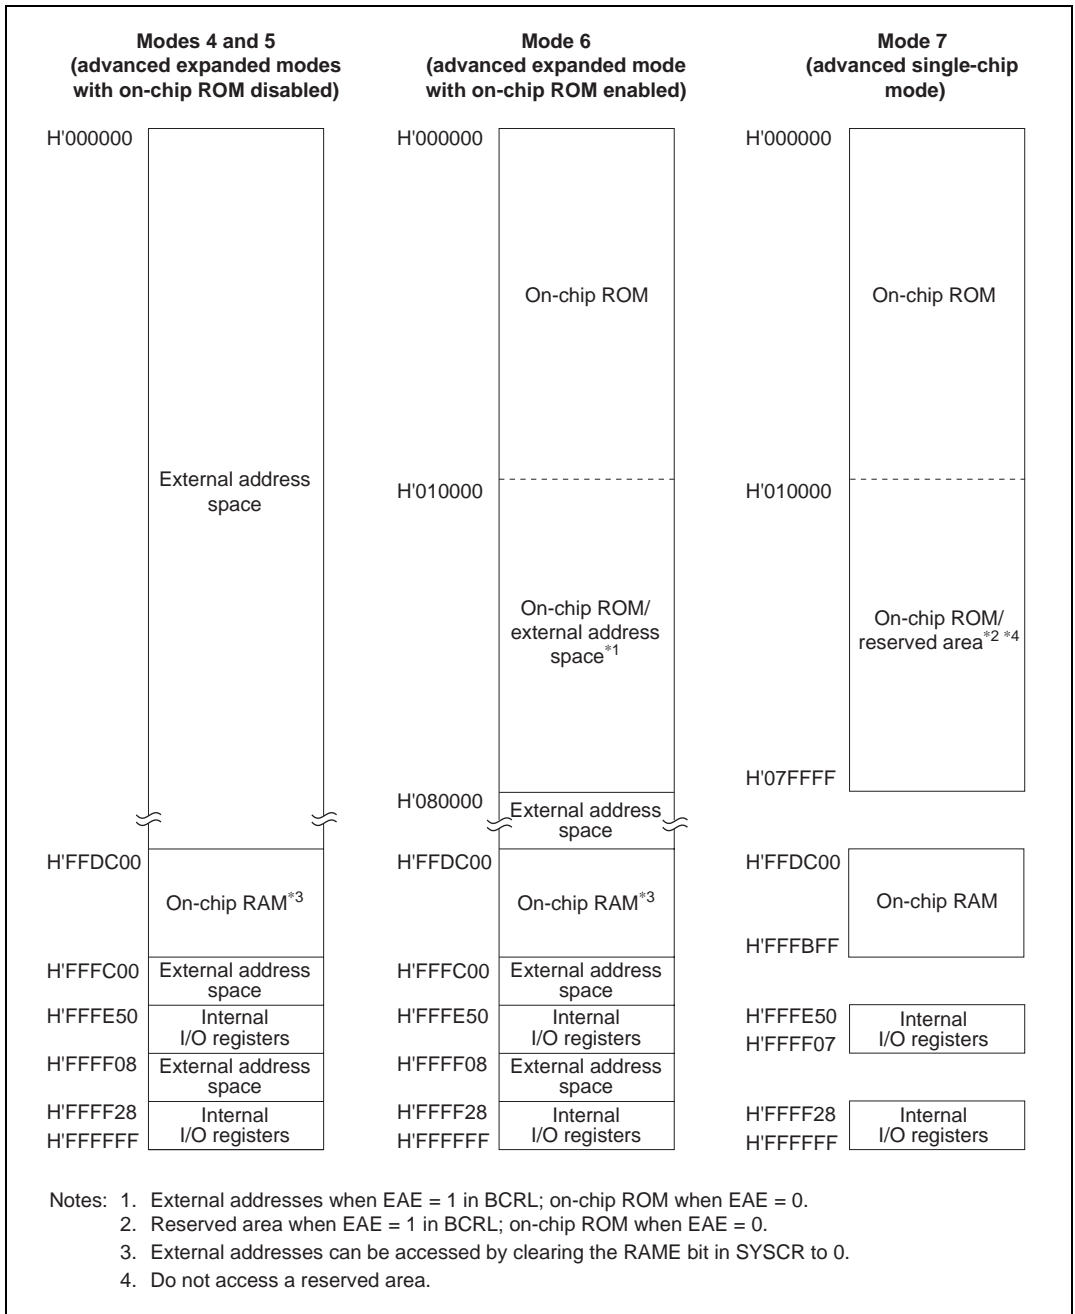 Modes 4 and 5
(advanced expanded modes
with on-chip ROM disabled)
H'000000
External address
space
H'FFDC00
On-chip RAM*3
H'FFFC00
External address
space
H'FFFE50
Internal
I/O registers
H'FFFF08
External address
space
H'FFFF28
Internal
I/O registers
H'FFFFFF
Mode 6
(advanced expanded mode
with on-chip ROM enabled)
H'000000
On-chip ROM
H'010000
On-chip ROM/
external address
space*1
H'080000
External address
space
H'FFDC00
On-chip RAM*3
H'FFFC00
External address
space
H'FFFE50
Internal
I/O registers
H'FFFF08
External address
space
H'FFFF28
Internal
I/O registers
H'FFFFFF
Mode 7
(advanced single-chip
mode)
H'000000
On-chip ROM
H'010000
On-chip ROM/
reserved area*2 *4
H'07FFFF
H'FFDC00
On-chip RAM
H'FFFBFF
H'FFFE50
Internal
I/O registers
H'FFFF07
H'FFFF28
Internal
I/O registers
H'FFFFFF
Notes: 1. External addresses when EAE = 1 in BCRL; on-chip ROM when EAE = 0.
2. Reserved area when EAE = 1 in BCRL; on-chip ROM when EAE = 0.
3. External addresses can be accessed by clearing the RAME bit in SYSCR to 0.
4. Do not access a reserved area.